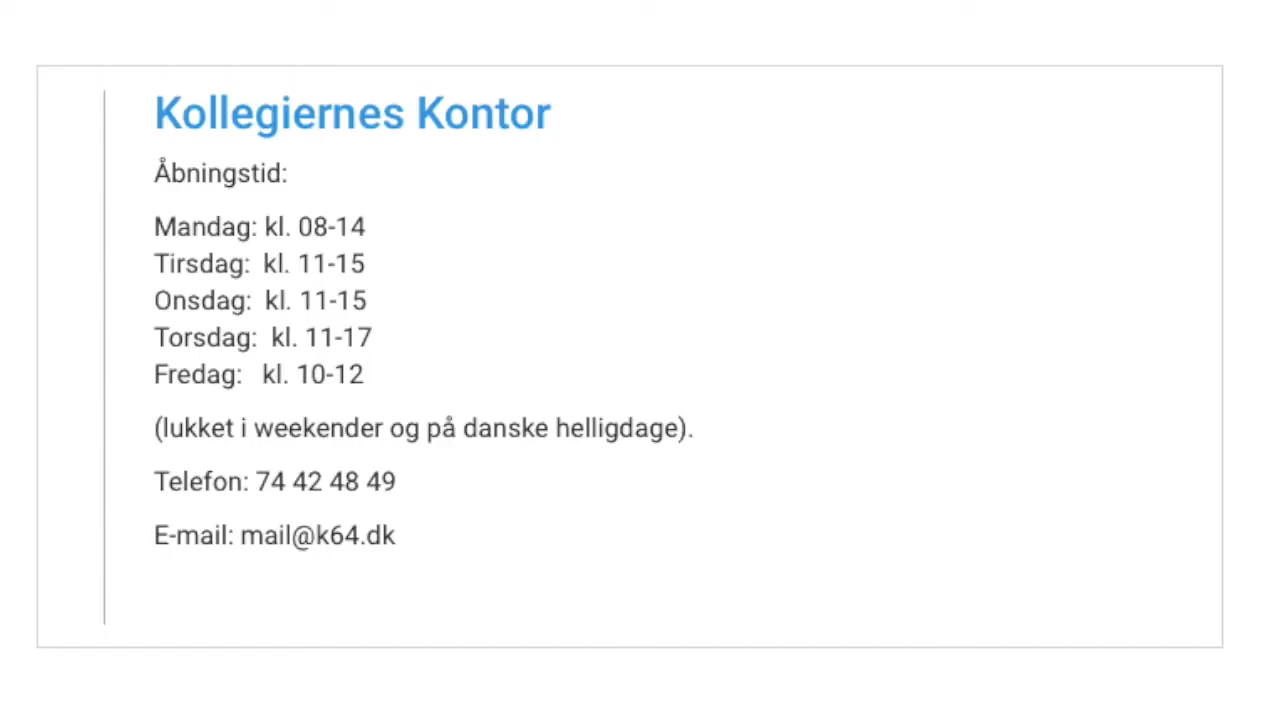 Kollegiernes Kontor
Åbningstid:
Mandag: kl. 08-14
Tirsdag:  kl. 11-15
Onsdag:  kl. 11-15
Torsdag:  kl. 11-17
Fredag:   kl. 10-12
(lukket i weekender og på danske helligdage).
Telefon: 74 42 48 49
E-mail: mail@k64.dk